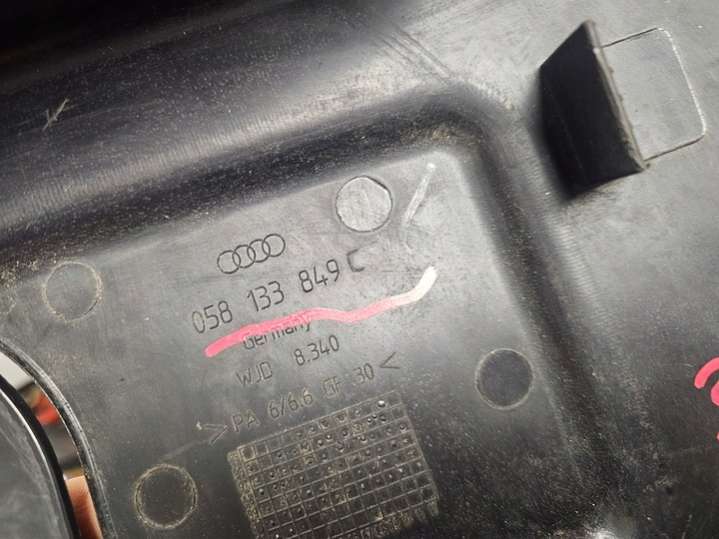 058 133 849 C
Germany
WJD 8.340
>PA 6/6.6 GF 30<